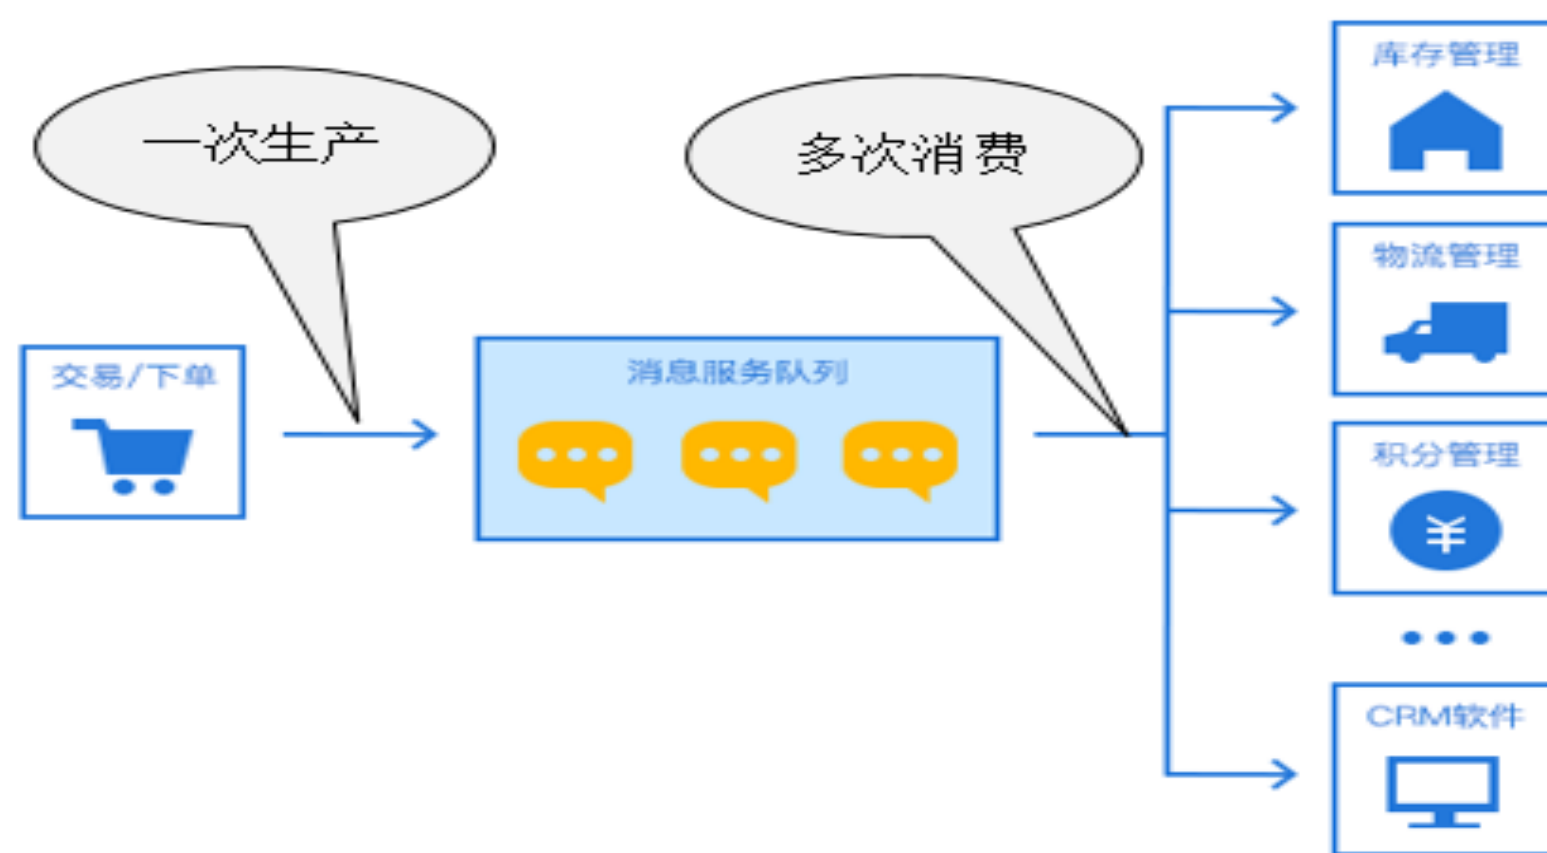 一次生产
多次消费
交易/下单
消息服务队列
库存管理
物流管理
积分管理
¥
CRM软件